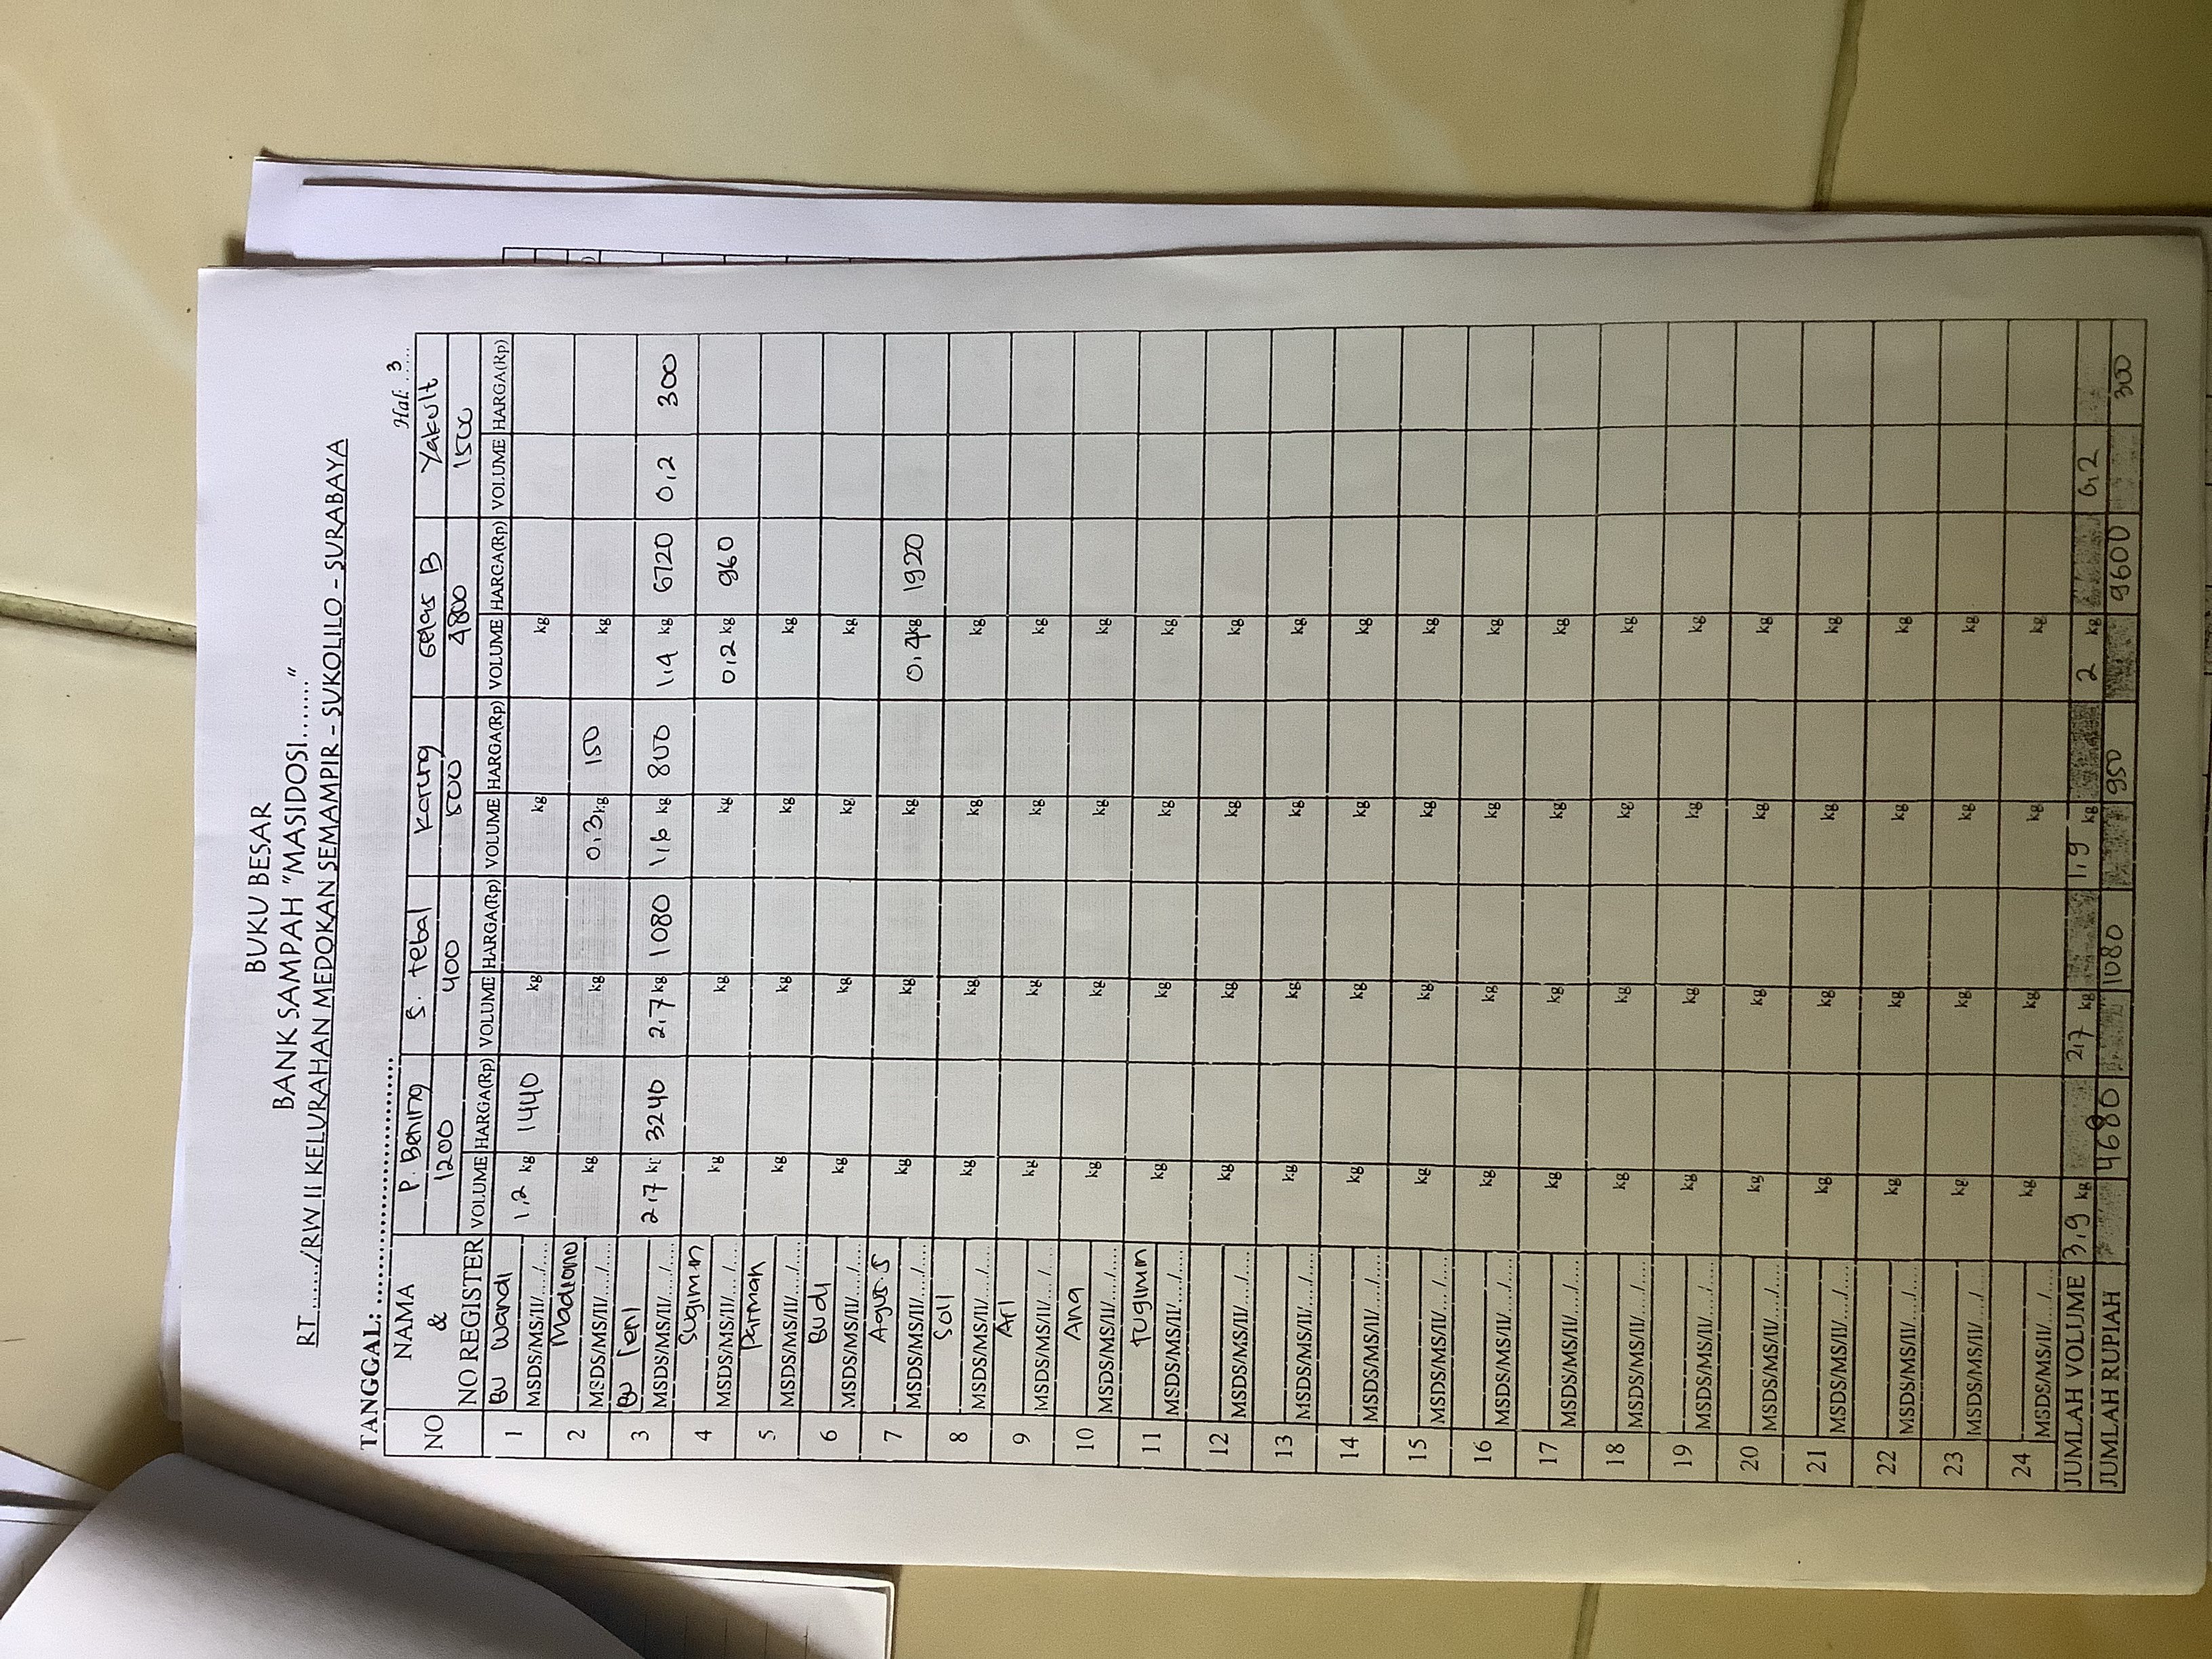 BUKU BESAR
BANK SAMPAH "MASIDOSI......."
RT....../RW II KELURAHAN MEDOKAN SEMAMPIR - SUKOLILO - SURABAYA
TANGGAL: .............................
Hal: ..3...
NO NAMA & NO REGISTER P. Bening S. tebal Karung Gelas B Yakult
1200 400 500 4800 1500
VOLUME HARGA(Rp) VOLUME HARGA(Rp) VOLUME HARGA(Rp) VOLUME HARGA(Rp) VOLUME HARGA(Rp)
1 Bu Wandi
MSDS/MS/II/..../.... 1,2 kg 1440 kg kg kg
2 Madiono
MSDS/MS/II/..../.... kg kg 0,3 kg 150 kg
3 Bu
MSDS/MS/II/..../.... 2,7 kg 3240 2,7 kg 1080 1,6 kg 800 1,4 kg 6720 0,2 300
4 Sugimin
MSDS/MS/II/..../.... kg kg kg 0,2 kg 960
5 Parman
MSDS/MS/II/..../.... kg kg kg kg
6 Budi
MSDS/MS/II/..../.... kg kg kg kg
7 Agus.S
MSDS/MS/II/..../.... kg kg kg 0,4 kg 1920
8 Soli
MSDS/MS/II/..../.... kg kg kg kg
9 Ari
MSDS/MS/II/..../.... kg kg kg kg
10 Ana
MSDS/MS/II/..../.... kg kg kg kg
11 tugimin
MSDS/MS/II/..../.... kg kg kg kg
12 MSDS/MS/II/..../.... kg kg kg kg
13 MSDS/MS/II/..../.... kg kg kg kg
14 MSDS/MS/II/..../.... kg kg kg kg
15 MSDS/MS/II/..../.... kg kg kg kg
16 MSDS/MS/II/..../.... kg kg kg kg
17 MSDS/MS/II/..../.... kg kg kg kg
18 MSDS/MS/II/..../.... kg kg kg kg
19 MSDS/MS/II/..../.... kg kg kg kg
20 MSDS/MS/II/..../.... kg kg kg kg
21 MSDS/MS/II/..../.... kg kg kg kg
22 MSDS/MS/II/..../.... kg kg kg kg
23 MSDS/MS/II/..../.... kg kg kg kg
24 MSDS/MS/II/..../.... kg kg kg kg
JUMLAH VOLUME 3,9 kg 2,7 kg 1,9 kg 2 kg 0,2
JUMLAH RUPIAH 4680 1080 950 9600 300